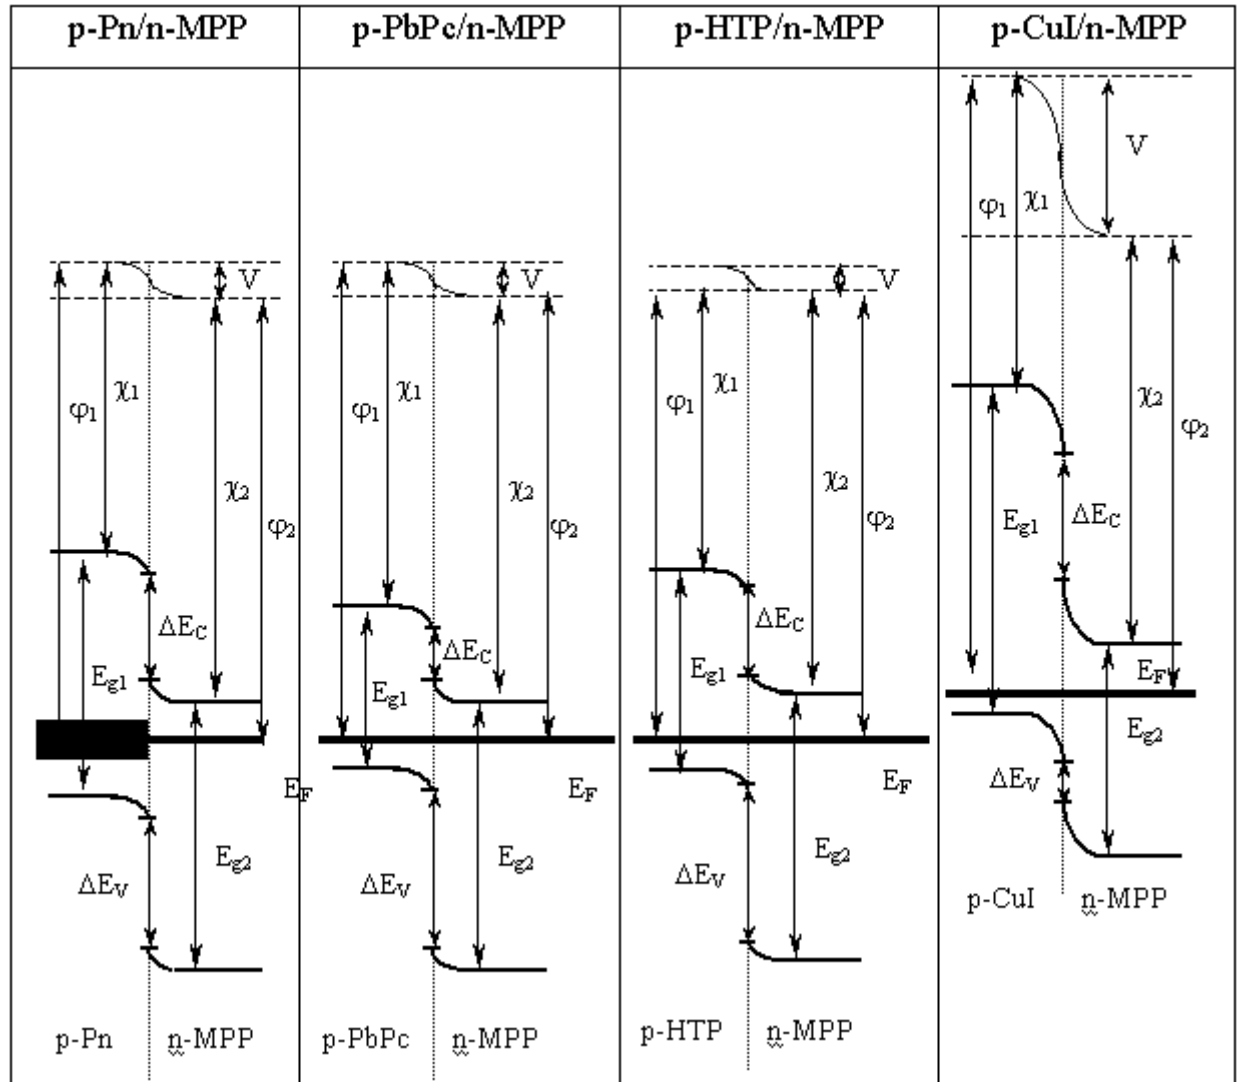 p-Pn/n-MPP
V
χ1
φ1
χ2
φ2
ΔEC
Eg1
EF
Eg2
ΔEV
p-Pn n-MPP
p-PbPc/n-MPP
V
χ1
φ1
χ2
φ2
ΔEC
Eg1
EF
Eg2
ΔEV
p-PbPc n-MPP
p-HTP/n-MPP
V
χ1
φ1
χ2
φ2
ΔEC
Eg1
EF
Eg2
ΔEV
p-HTP n-MPP
p-CuI/n-MPP
V
φ1 χ1
χ2
φ2
ΔEC
Eg1
EF
Eg2
ΔEV
p-CuI n-MPP